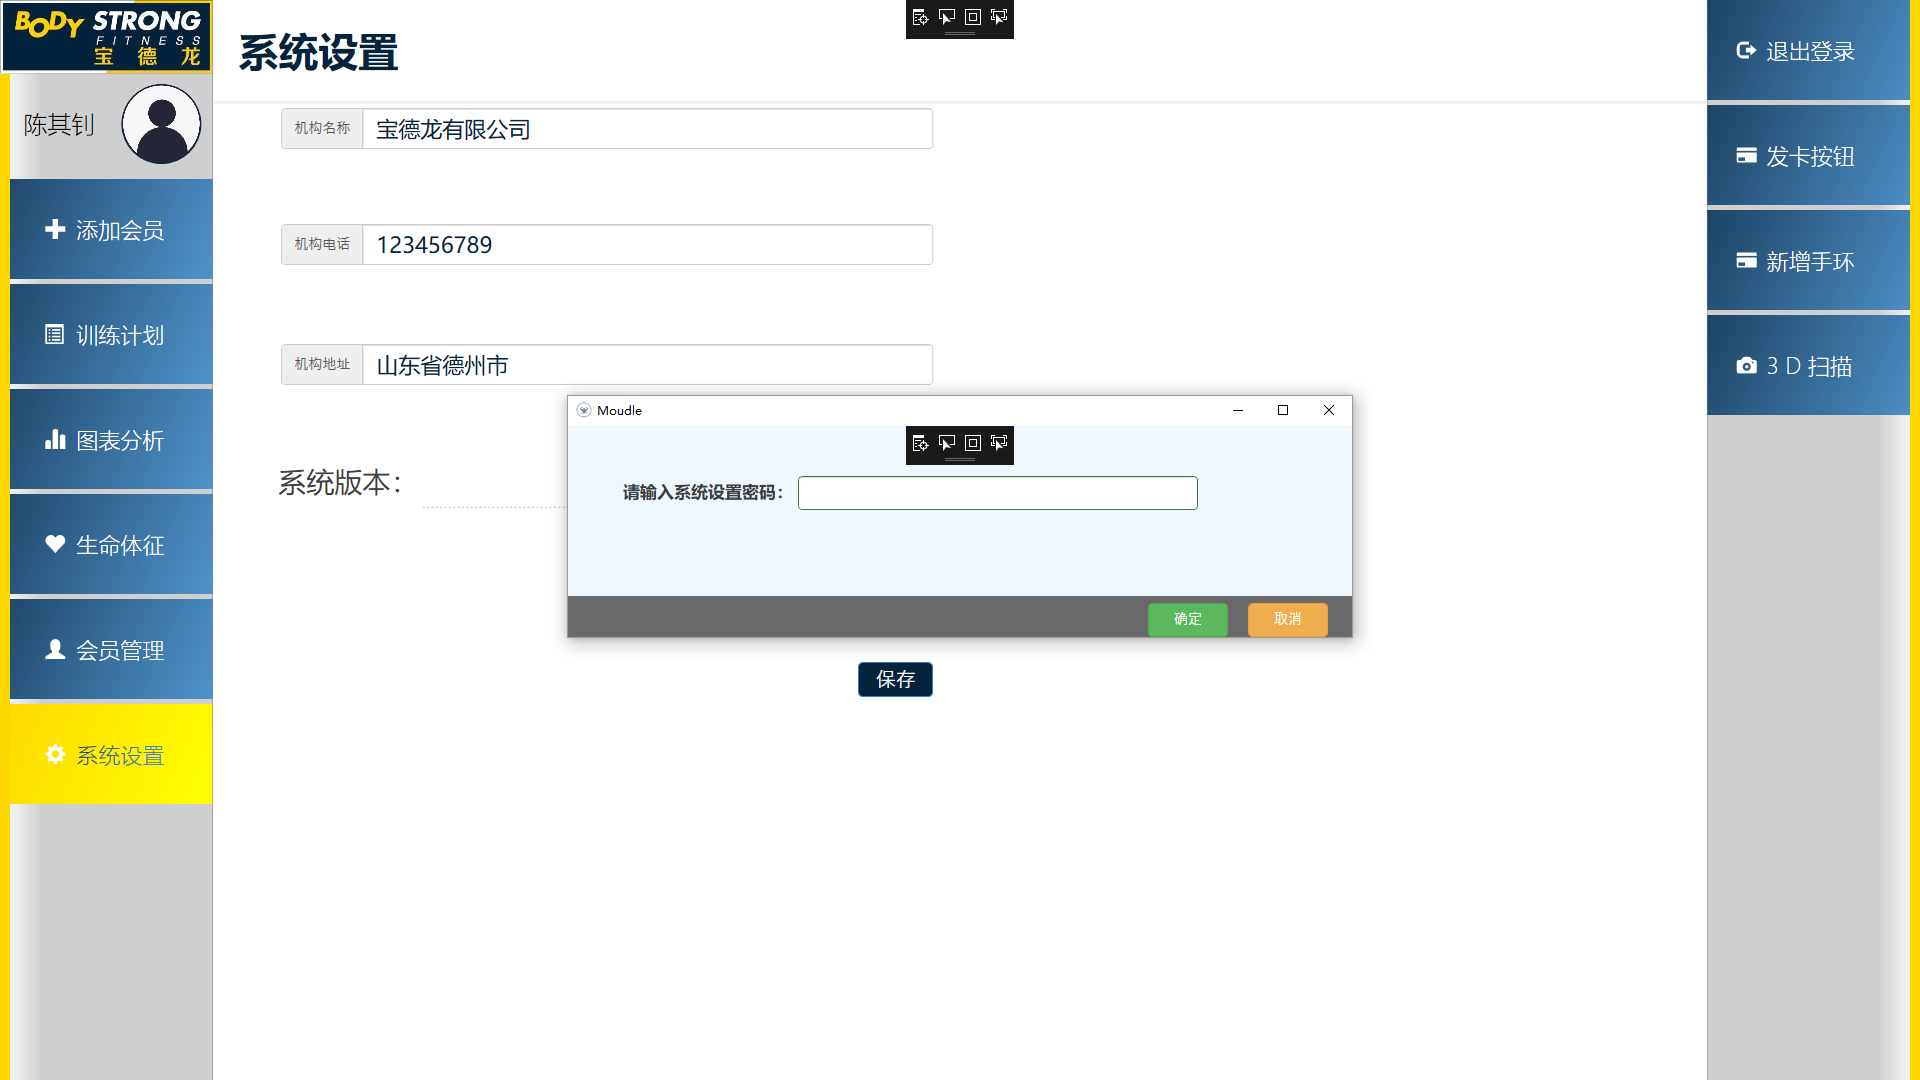 BODY STRONG
FITNESS
宝德龙
陈其钊
添加会员
训练计划
图表分析
生命体征
会员管理
系统设置
系统设置
机构名称 宝德龙有限公司
机构电话 123456789
机构地址 山东省德州市
系统版本：
Moudle
请输入系统设置密码：
确定 取消
保存
退出登录
发卡按钮
新增手环
3 D 扫描